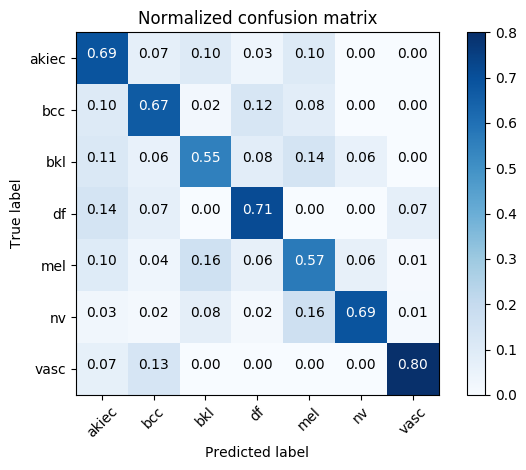 Normalized confusion matrix
akiec 0.69 0.07 0.10 0.03 0.10 0.00 0.00
bcc 0.10 0.67 0.02 0.12 0.08 0.00 0.00
bkl 0.11 0.06 0.55 0.08 0.14 0.06 0.00
df 0.14 0.07 0.00 0.71 0.00 0.00 0.07
mel 0.10 0.04 0.16 0.06 0.57 0.06 0.01
nv 0.03 0.02 0.08 0.02 0.16 0.69 0.01
vasc 0.07 0.13 0.00 0.00 0.00 0.00 0.80
akiec bcc bkl df mel nv vasc
True label
Predicted label
0.8
0.7
0.6
0.5
0.4
0.3
0.2
0.1
0.0